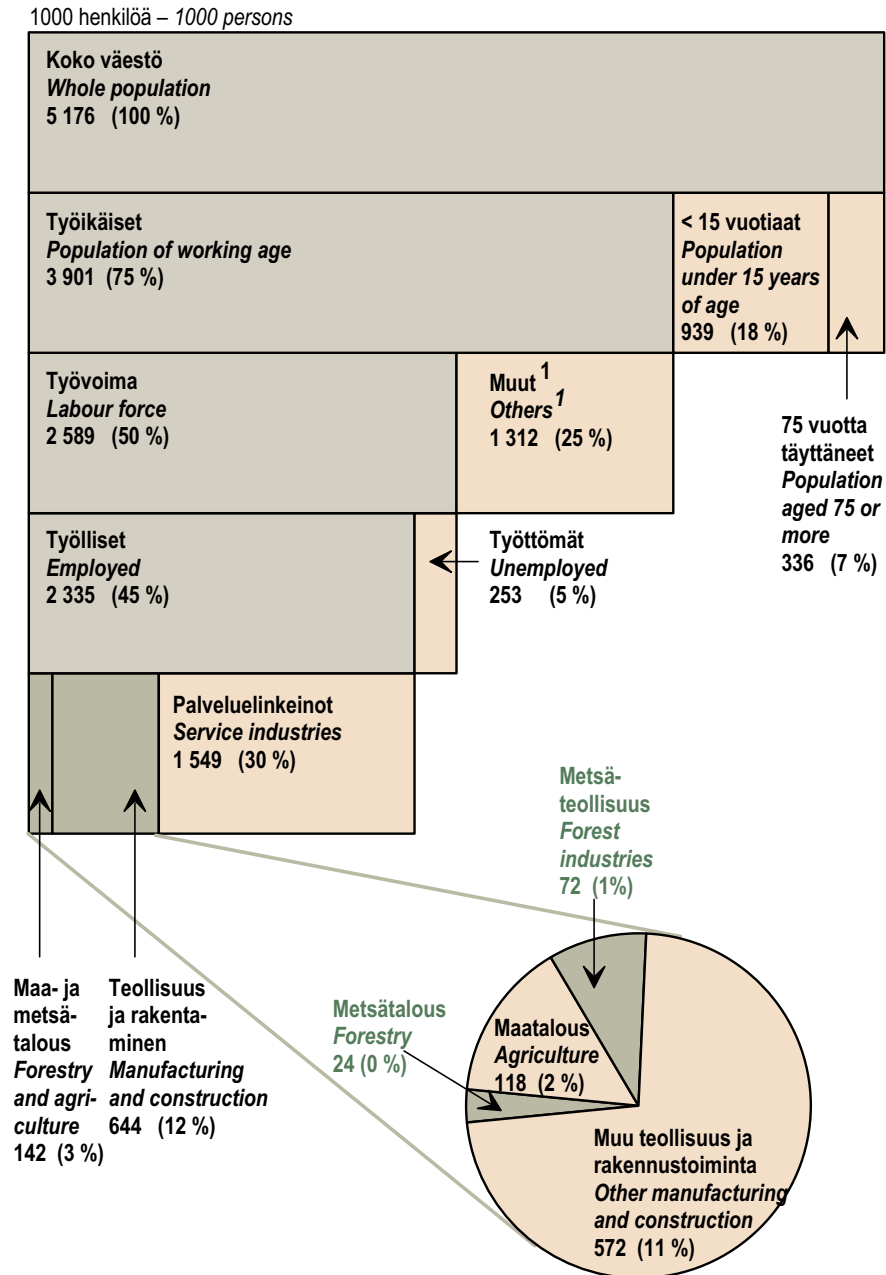 1000 henkilöä – 1000 persons
Koko väestö
Whole population
5 176 (100 %)
Työikäiset
Population of working age
3 901 (75 %)
< 15 vuotiaat
Population
under 15 years
of age
939 (18 %)
75 vuotta
täyttäneet
Population
aged 75 or
more
336 (7 %)
Työvoima
Labour force
2 589 (50 %)
Muut 1
Others 1
1 312 (25 %)
Työlliset
Employed
2 335 (45 %)
Työttömät
Unemployed
253 (5 %)
Palveluelinkeinot
Service industries
1 549 (30 %)
Maa- ja
metsä-
talous
Forestry
and agri-
culture
142 (3 %)
Teollisuus
ja rakenta-
minen
Manufacturing
and construction
644 (12 %)
Metsä-
teollisuus
Forest
industries
72 (1%)
Metsätalous
Forestry
24 (0 %)
Maatalous
Agriculture
118 (2 %)
Muu teollisuus ja
rakennustoiminta
Other manufacturing
and construction
572 (11 %)